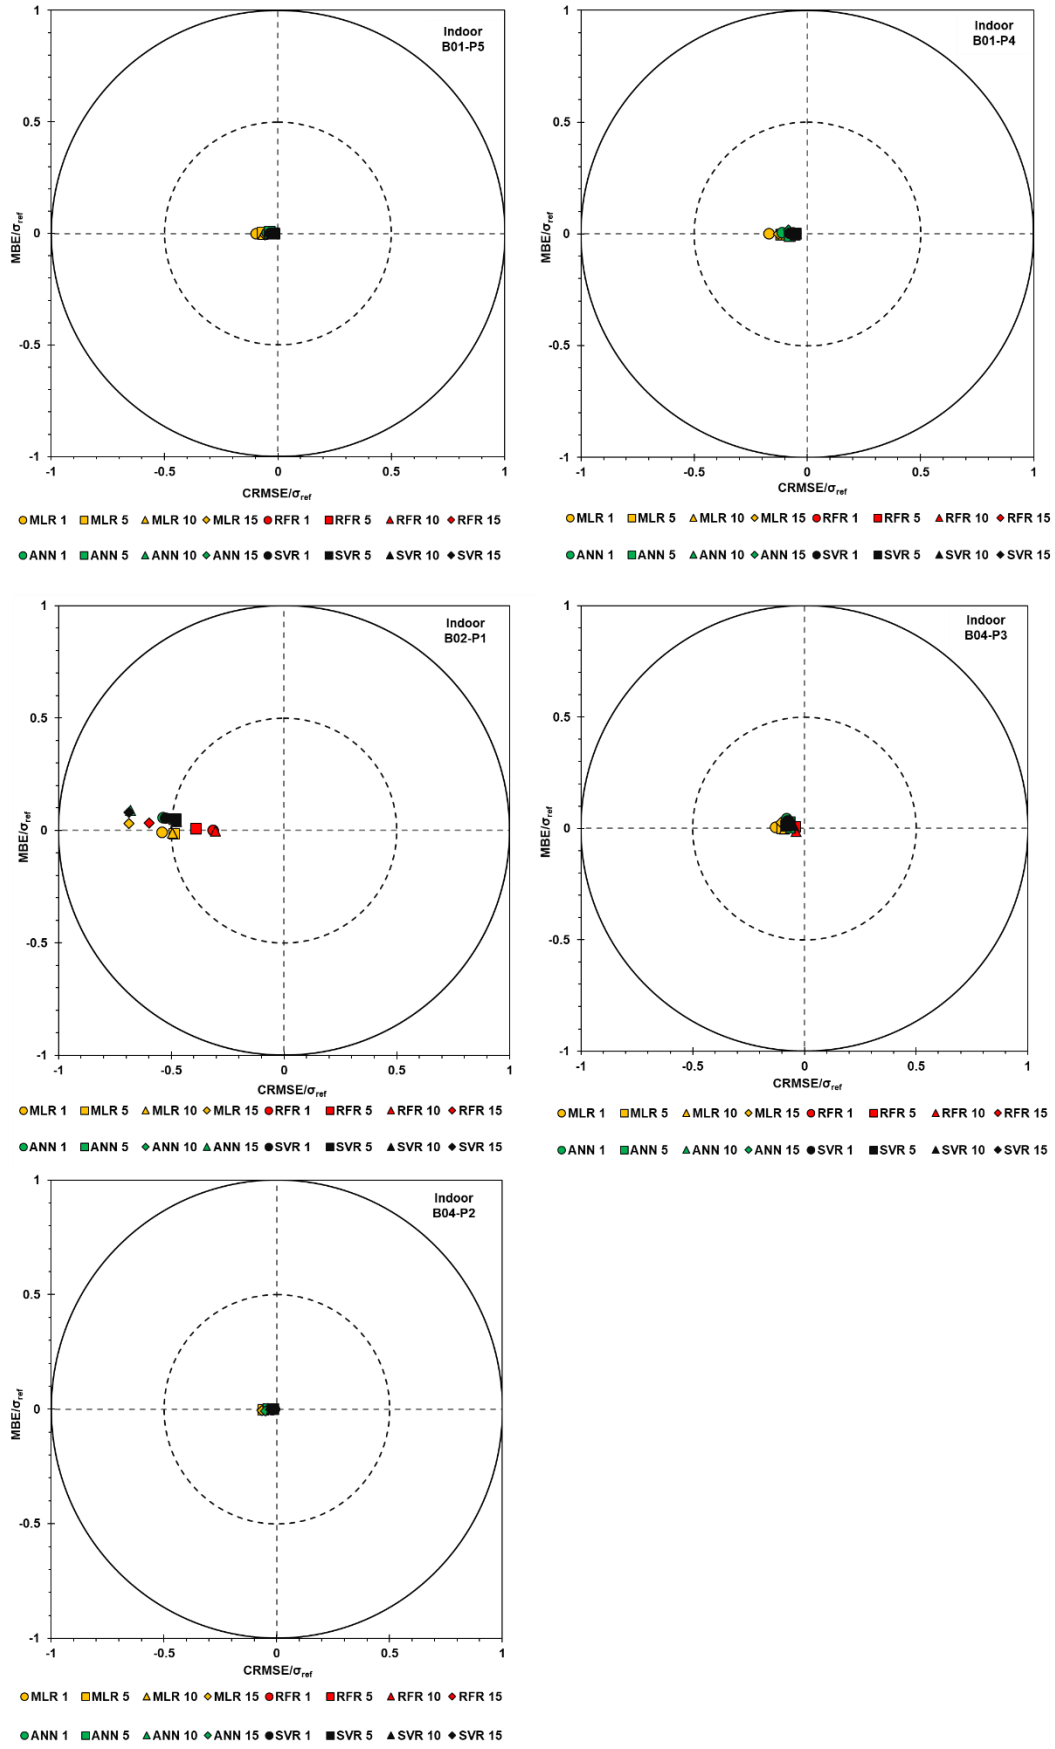 Indoor
B01-P5
1
0.5
0
-0.5
-1
MBE/σref
-1 -0.5 0 0.5 1
CRMSE/σref
MLR 1 MLR 5 MLR 10 MLR 15 RFR 1 RFR 5 RFR 10 RFR 15
ANN 1 ANN 5 ANN 10 ANN 15 SVR 1 SVR 5 SVR 10 SVR 15
Indoor
B01-P4
1
0.5
0
-0.5
-1
MBE/σref
-1 -0.5 0 0.5 1
CRMSE/σref
MLR 1 MLR 5 MLR 10 MLR 15 RFR 1 RFR 5 RFR 10 RFR 15
ANN 1 ANN 5 ANN 10 ANN 15 SVR 1 SVR 5 SVR 10 SVR 15
Indoor
B02-P1
1
0.5
0
-0.5
-1
MBE/σref
-1 -0.5 0 0.5 1
CRMSE/σref
MLR 1 MLR 5 MLR 10 MLR 15 RFR 1 RFR 5 RFR 10 RFR 15
ANN 1 ANN 5 ANN 10 ANN 15 SVR 1 SVR 5 SVR 10 SVR 15
Indoor
B04-P3
1
0.5
0
-0.5
-1
MBE/σref
-1 -0.5 0 0.5 1
CRMSE/σref
MLR 1 MLR 5 MLR 10 MLR 15 RFR 1 RFR 5 RFR 10 RFR 15
ANN 1 ANN 5 ANN 10 ANN 15 SVR 1 SVR 5 SVR 10 SVR 15
Indoor
B04-P2
1
0.5
0
-0.5
-1
MBE/σref
-1 -0.5 0 0.5 1
CRMSE/σref
MLR 1 MLR 5 MLR 10 MLR 15 RFR 1 RFR 5 RFR 10 RFR 15
ANN 1 ANN 5 ANN 10 ANN 15 SVR 1 SVR 5 SVR 10 SVR 15